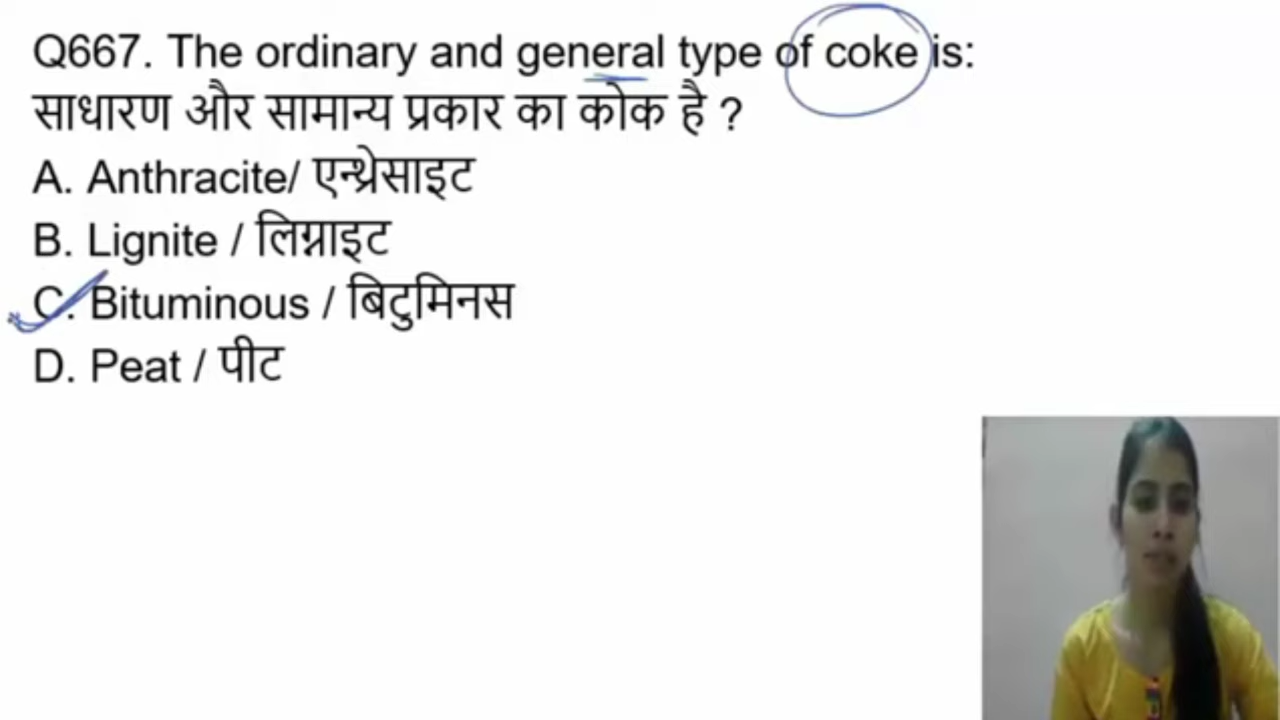 Q667. The ordinary and general type of coke is:
साधारण और सामान्य प्रकार का कोक है ?
A. Anthracite/ एन्थ्रेसाइट
B. Lignite / लिग्नाइट
C. Bituminous / बिटुमिनस
D. Peat / पीट